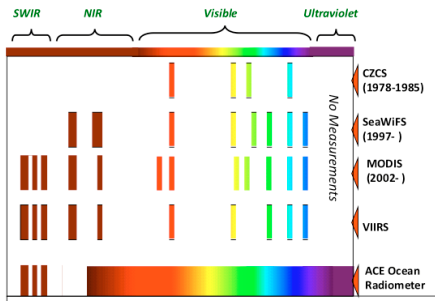 SWIR NIR Visible Ultraviolet
CZCS
(1978-1985)
SeaWiFS
(1997- )
MODIS
(2002- )
VIIRS
ACE Ocean
Radiometer
No Measurements